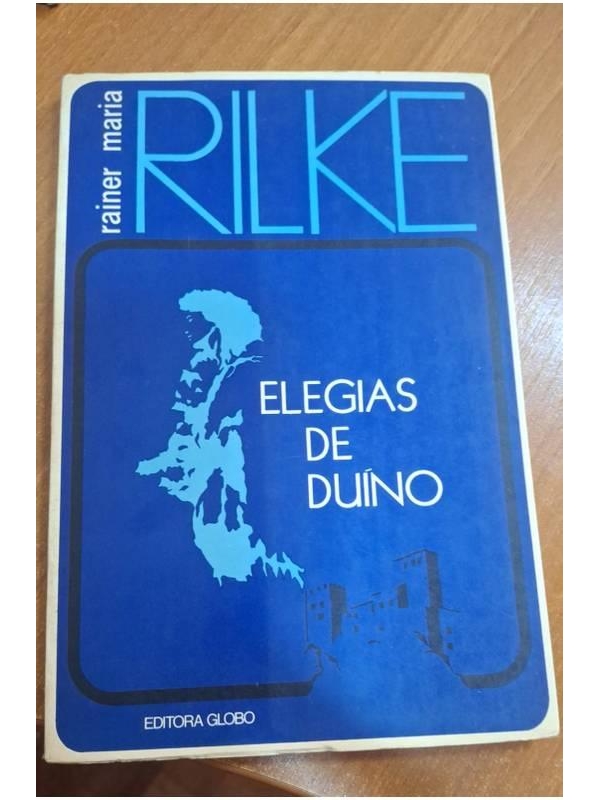 rainer maria
RILKE
ELEGIAS
DE
DUÍNO
EDITORA GLOBO